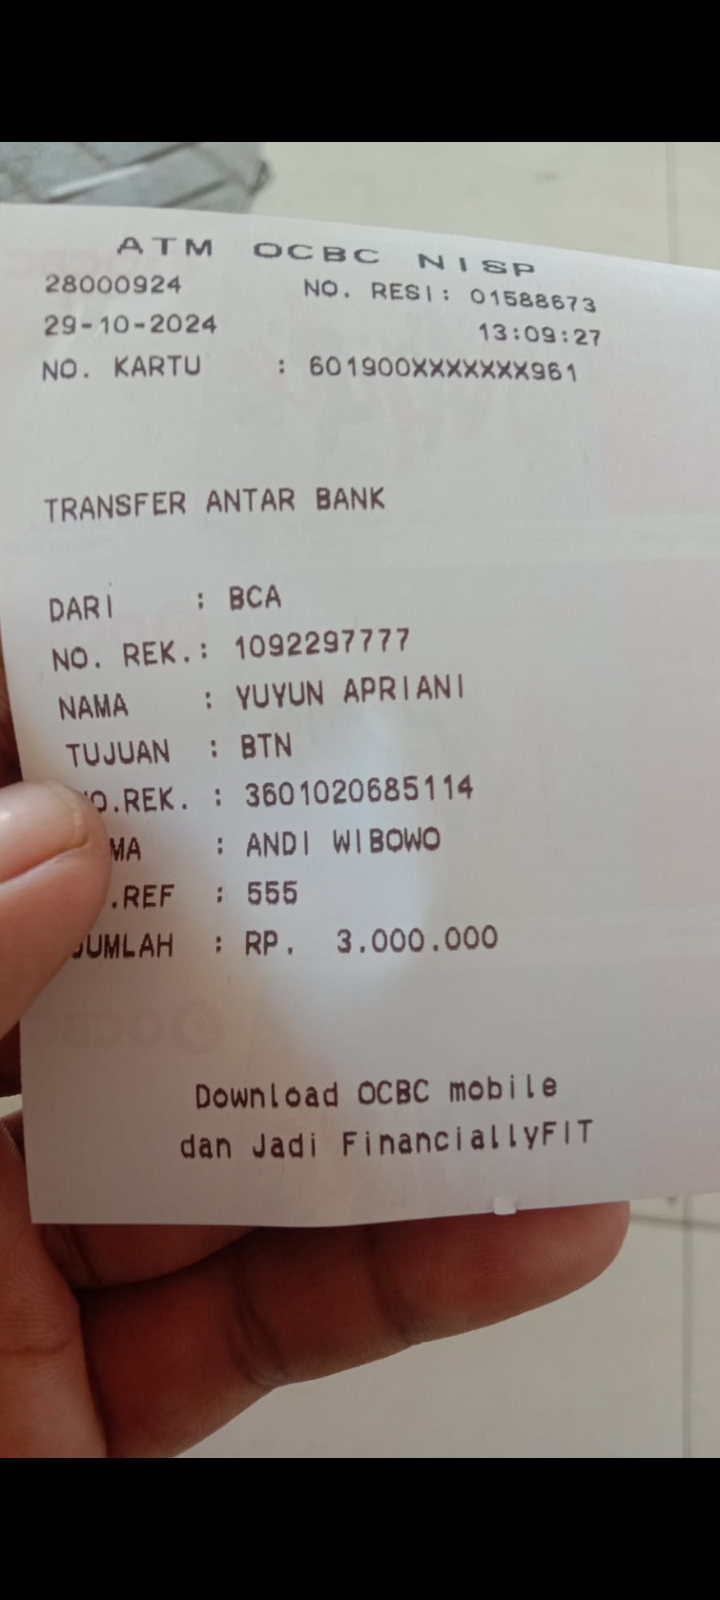 ATM OCBC NISP
28000924 NO. RESI: 01588673
29-10-2024 13:09:27
NO. KARTU : 601900XXXXXXX961
TRANSFER ANTAR BANK
DARI : BCA
NO. REK.: 1092297777
NAMA : YUYUN APRIANI
TUJUAN : BTN
O.REK. : 3601020685114
MA : ANDI WIBOWO
.REF : 555
JUMLAH : RP. 3.000.000
Download OCBC mobile
dan Jadi FinanciallyFIT